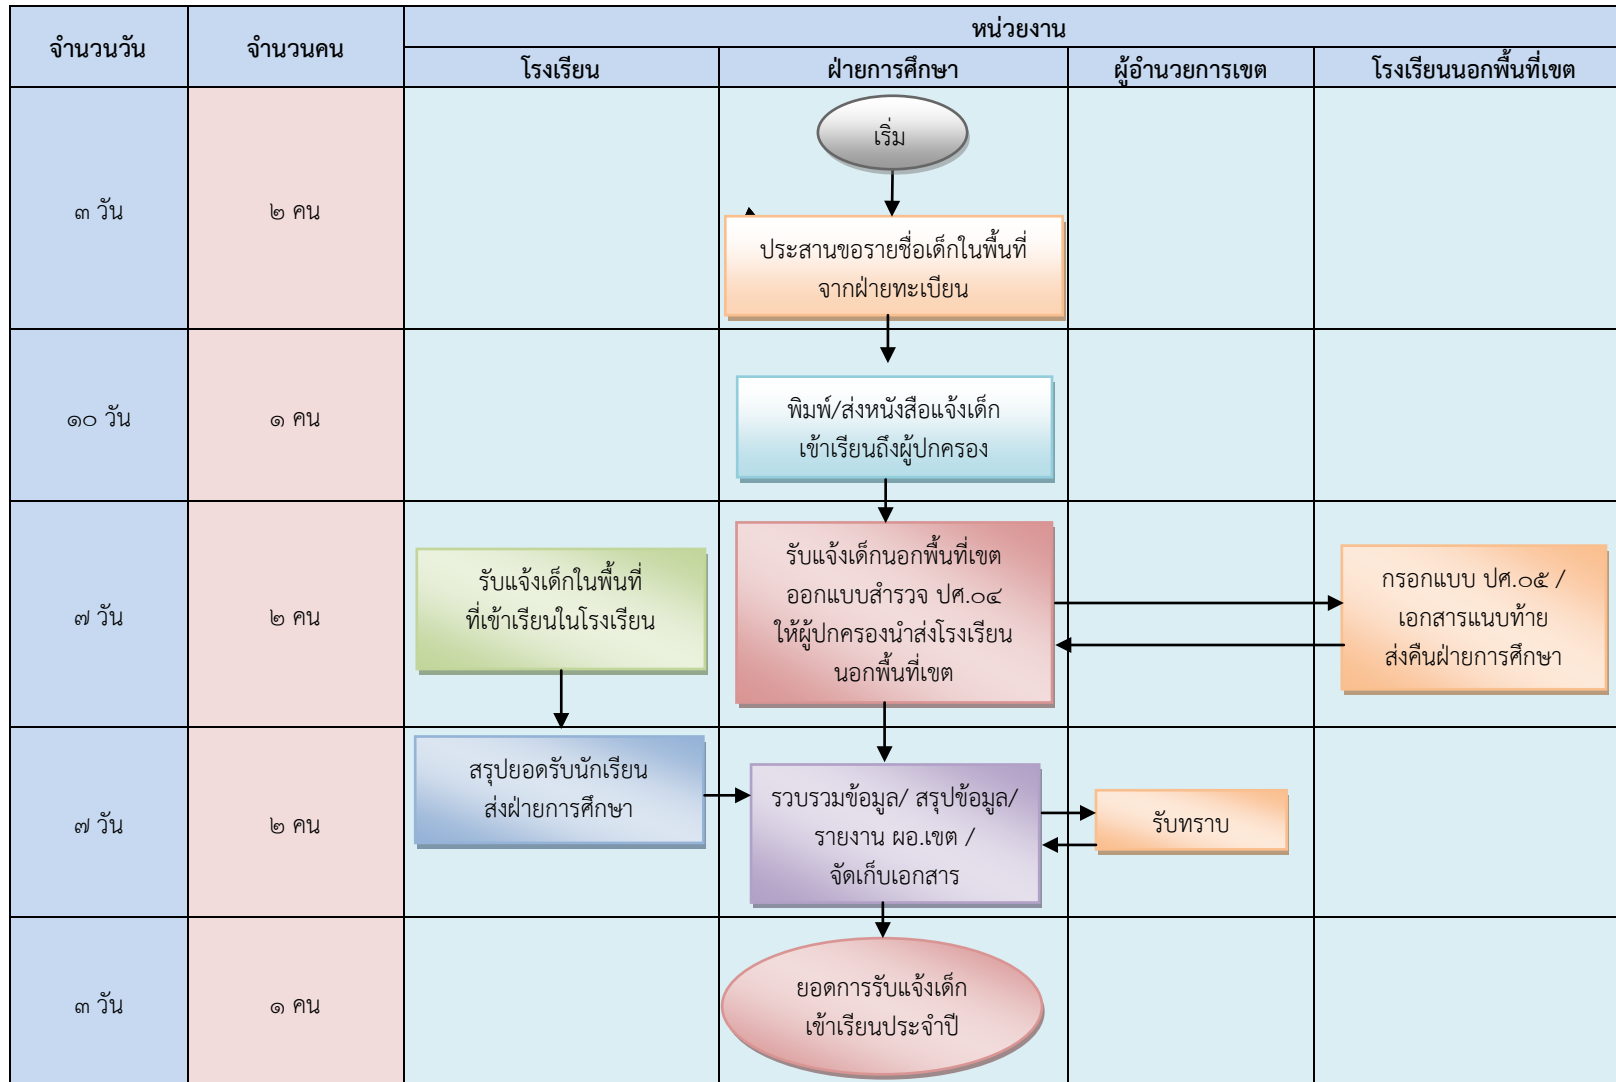 จำนวนวัน
จำนวนคน
หน่วยงาน
โรงเรียน
ฝ่ายการศึกษา
ผู้อำนวยการเขต
โรงเรียนนอกพื้นที่เขต
๓ วัน
๒ คน
เริ่ม
ประสานขอรายชื่อเด็กในพื้นที่
จากฝ่ายทะเบียน
๑๐ วัน
๑ คน
พิมพ์/ส่งหนังสือแจ้งเด็ก
เข้าเรียนถึงผู้ปกครอง
๗ วัน
๒ คน
รับแจ้งเด็กในพื้นที่
ที่เข้าเรียนในโรงเรียน
รับแจ้งเด็กนอกพื้นที่เขต
ออกแบบสำรวจ ปศ.๐๔
ให้ผู้ปกครองนำส่งโรงเรียน
นอกพื้นที่เขต
กรอกแบบ ปศ.๐๕ /
เอกสารแนบท้าย
ส่งคืนฝ่ายการศึกษา
๗ วัน
๒ คน
สรุปยอดรับนักเรียน
ส่งฝ่ายการศึกษา
รวบรวมข้อมูล/ สรุปข้อมูล/
รายงาน ผอ.เขต /
จัดเก็บเอกสาร
รับทราบ
๓ วัน
๑ คน
ยอดการรับแจ้งเด็ก
เข้าเรียนประจำปี